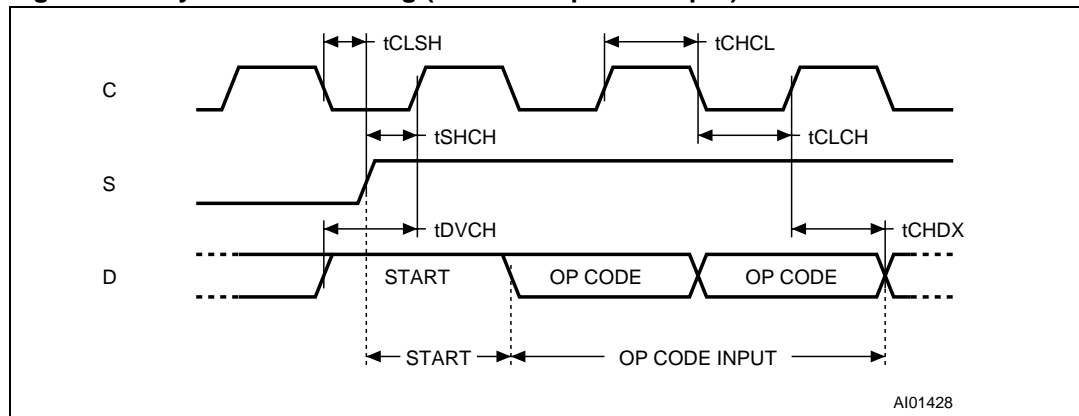 tCLSH tCHCL
C
tSHCH tCLCH
S
tDVCH tCHDX
D START OP CODE OP CODE
START OP CODE INPUT
AI01428